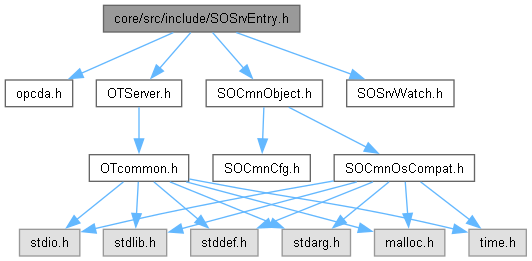 core/src/include/SOSrvEntry.h
opcda.h
OTServer.h
SOCmnObject.h
SOSrvWatch.h
OTcommon.h
SOCmnCfg.h
SOCmnOsCompat.h
stdio.h
stdlib.h
stddef.h
stdarg.h
malloc.h
time.h